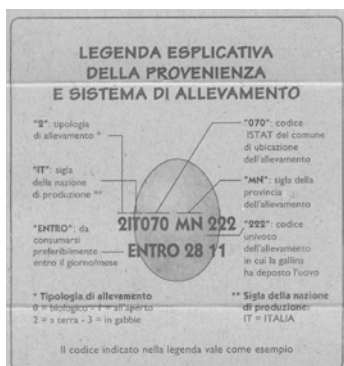 LEGENDA ESPLICATIVA
DELLA PROVENIENZA
E SISTEMA DI ALLEVAMENTO
"2": tipologia
di allevamento *
"IT": sigla
della nazione
di produzione **
"ENTRO": da
consumarsi
preferibilmente
entro il giorno/mese
"070": codice
ISTAT del comune
di ubicazione
dell'allevamento
"MN": sigla della
provincia
dell'allevamento
"222": codice
univoco
dell'allevamento
in cui la gallina
ha deposto l'uovo
2IT070 MN 222
ENTRO 28 11
* Tipologia di allevamento
0 = biologico - 1 = all'aperto
2 = a terra - 3 = in gabbie
** Sigla della nazione
di produzione:
IT = ITALIA
Il codice indicato nella legenda vale come esempio